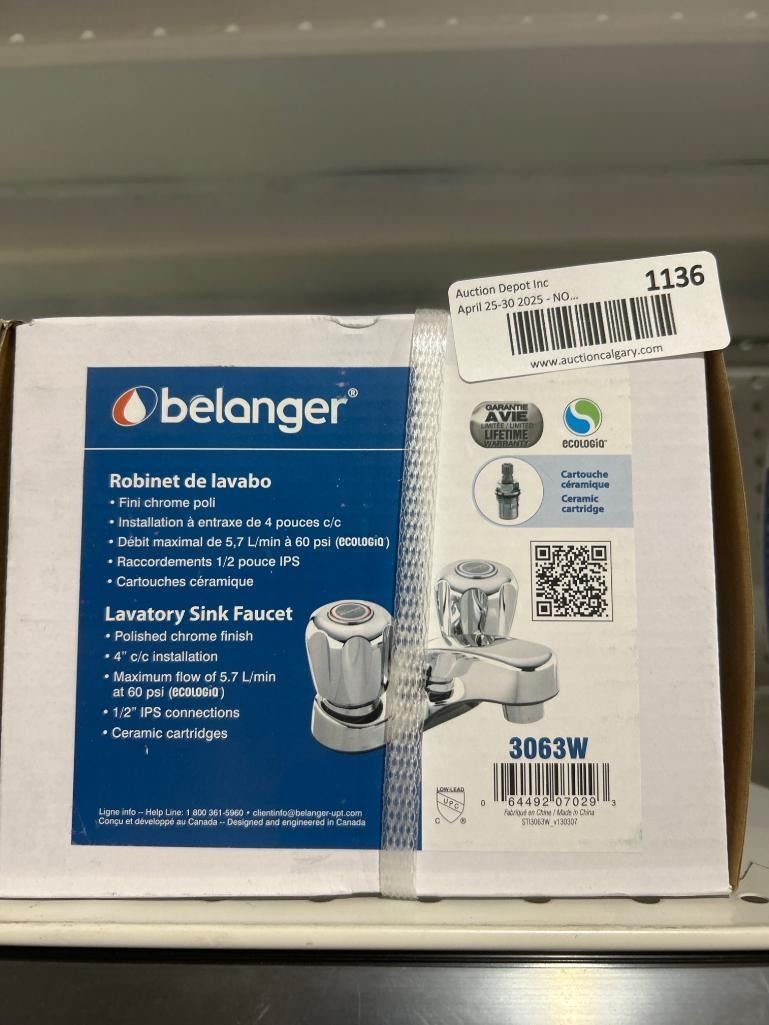 Auction Depot Inc
1136
April 25-30 2025 - NO...
www.auctioncalgary.com
belanger®
GARANTIE
À VIE
LIMITÉE / LIMITED
LIFETIME
WARRANTY
ecologiq™
Cartouche
céramique
Ceramic
cartridge
Robinet de lavabo
• Fini chrome poli
• Installation à entraxe de 4 pouces c/c
• Débit maximal de 5,7 L/min à 60 psi (ecologiq)
• Raccordements 1/2 pouce IPS
• Cartouches céramique
Lavatory Sink Faucet
• Polished chrome finish
• 4" c/c installation
• Maximum flow of 5.7 L/min
at 60 psi (ecologiq)
• 1/2" IPS connections
• Ceramic cartridges
3063W
LOW-LEAD
UPC
C ®
0 64492 07029 3
Fabriqué en Chine / Made in China
STI3063W_v130307
Ligne info -- Help Line: 1 800 361-5960 • clientinfo@belanger-upt.com
Conçu et développé au Canada -- Designed and engineered in Canada